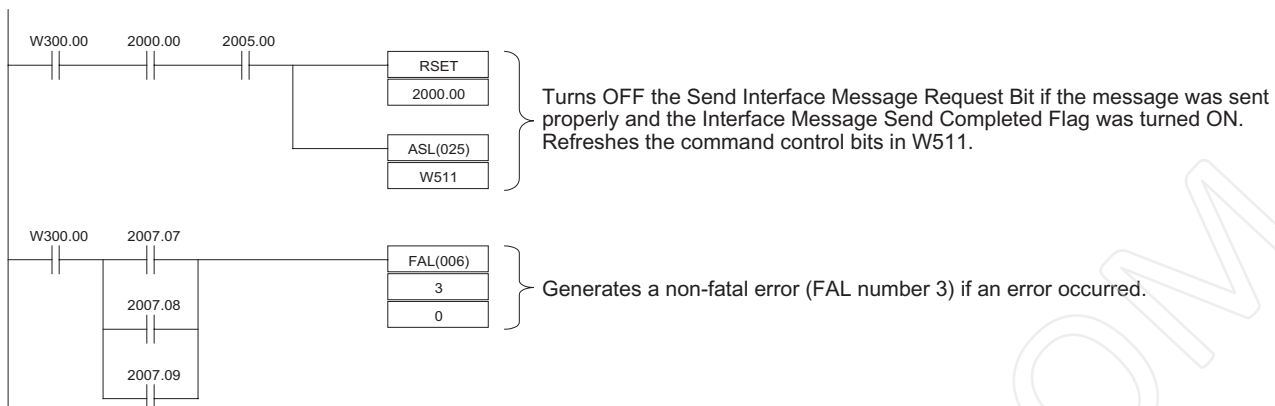 W300.00 2000.00 2005.00
RSET
2000.00
ASL(025)
W511
Turns OFF the Send Interface Message Request Bit if the message was sent
properly and the Interface Message Send Completed Flag was turned ON.
Refreshes the command control bits in W511.
W300.00 2007.07
FAL(006)
3
0
Generates a non-fatal error (FAL number 3) if an error occurred.
2007.08
2007.09
OM